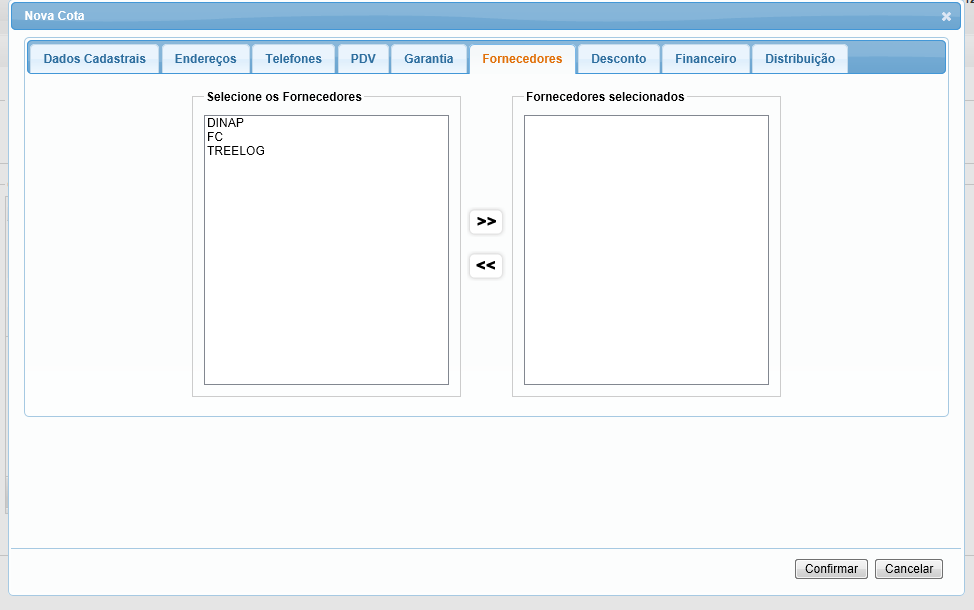 Nova Cota
Dados Cadastrais Endereços Telefones PDV Garantia Fornecedores Desconto Financeiro Distribuição
Selecione os Fornecedores
DINAP
FC
TREELOG
>>
<<
Fornecedores selecionados
Confirmar Cancelar